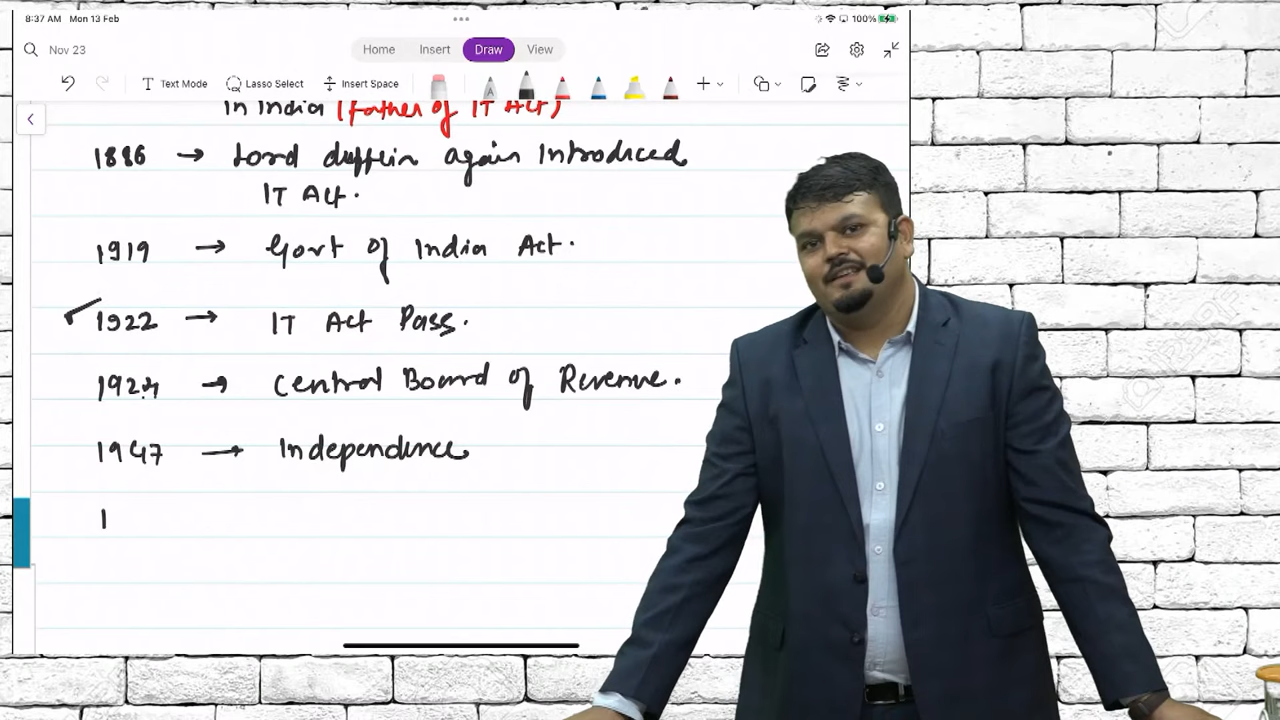 8:37 AM Mon 13 Feb
100%
Nov 23
Home Insert Draw View
Text Mode Lasso Select Insert Space
In India (father of IT Act)
1886 → Lord dufferin again Introduced
IT Act.
1919 → Govt of India Act.
1922 → IT Act Pass.
1924 → Central Board of Revenue.
1947 → Independence
1